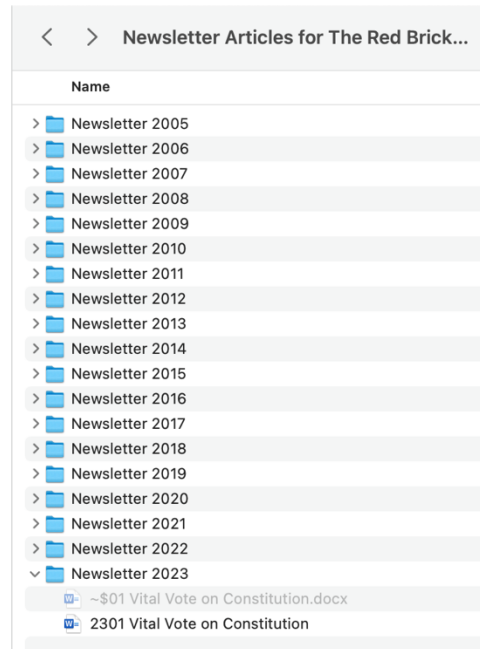 Newsletter Articles for The Red Brick...
Name
Newsletter 2005
Newsletter 2006
Newsletter 2007
Newsletter 2008
Newsletter 2009
Newsletter 2010
Newsletter 2011
Newsletter 2012
Newsletter 2013
Newsletter 2014
Newsletter 2015
Newsletter 2016
Newsletter 2017
Newsletter 2018
Newsletter 2019
Newsletter 2020
Newsletter 2021
Newsletter 2022
Newsletter 2023
~$01 Vital Vote on Constitution.docx
2301 Vital Vote on Constitution